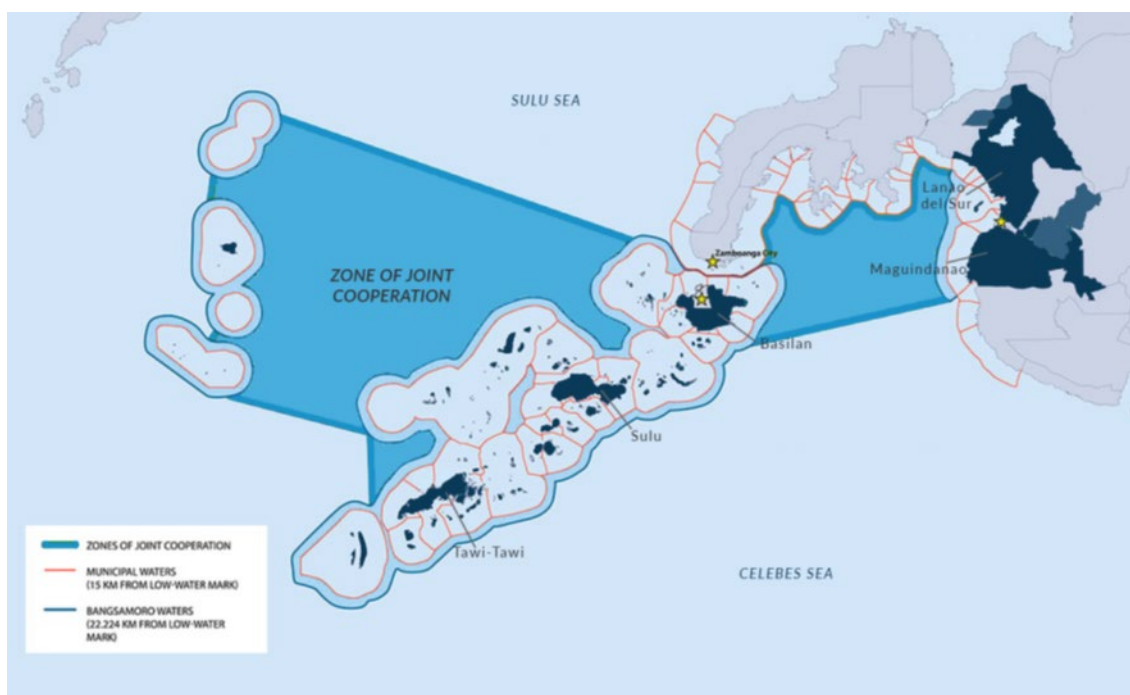 SULU SEA
ZONE OF JOINT
COOPERATION
Zamboanga City
Lanao
del Sur
Maguindanao
Basilan
Sulu
Tawi-Tawi
CELEBES SEA
ZONES OF JOINT COOPERATION
MUNICIPAL WATERS
(15 KM FROM LOW-WATER MARK)
BANGSAMORO WATERS
(22.224 KM FROM LOW-WATER
MARK)